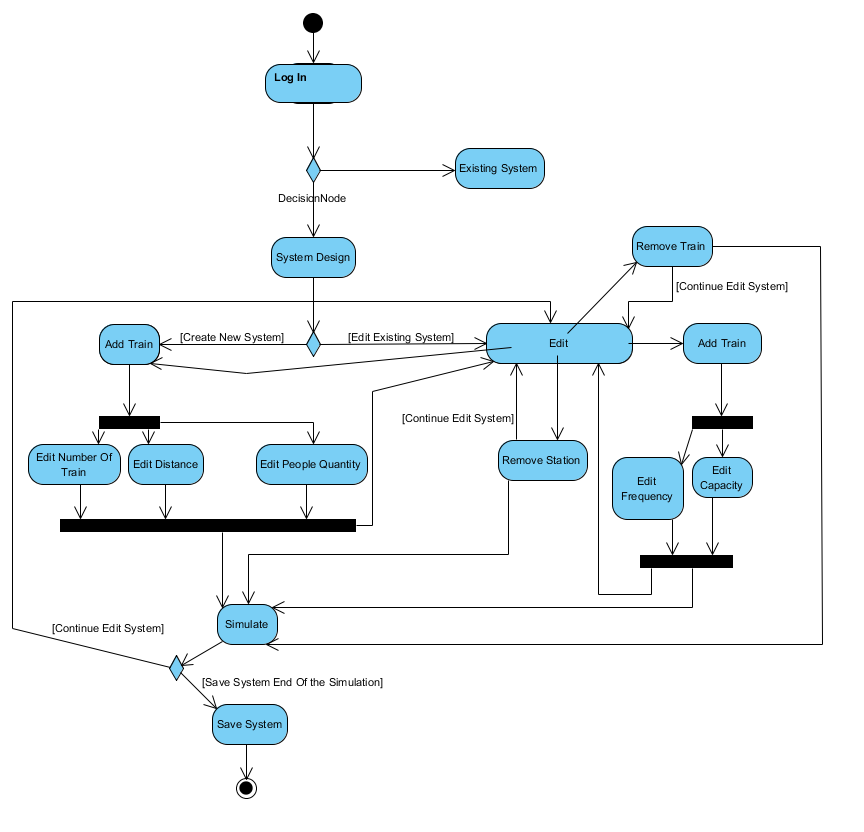 Log In
Existing System
DecisionNode
System Design
Remove Train
[Continue Edit System]
Add Train
[Create New System]
[Edit Existing System]
Edit
Add Train
[Continue Edit System]
Edit Number Of
Train
Edit Distance
Edit People Quantity
Remove Station
Edit
Frequency
Edit
Capacity
Simulate
[Continue Edit System]
[Save System End Of the Simulation]
Save System